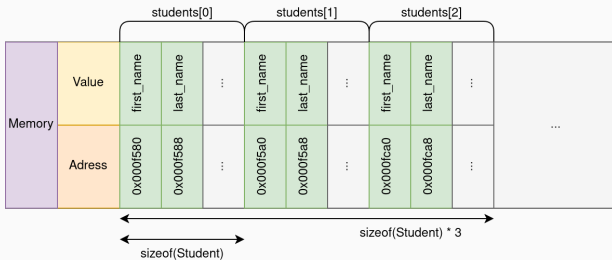 students[0]
students[1]
students[2]
Memory
Value
first_name
last_name
...
first_name
last_name
...
first_name
last_name
...
...
Adress
0x000f580
0x000f588
...
0x000f5a0
0x000f5a8
...
0x000fca0
0x000fca8
...
sizeof(Student) * 3
sizeof(Student)